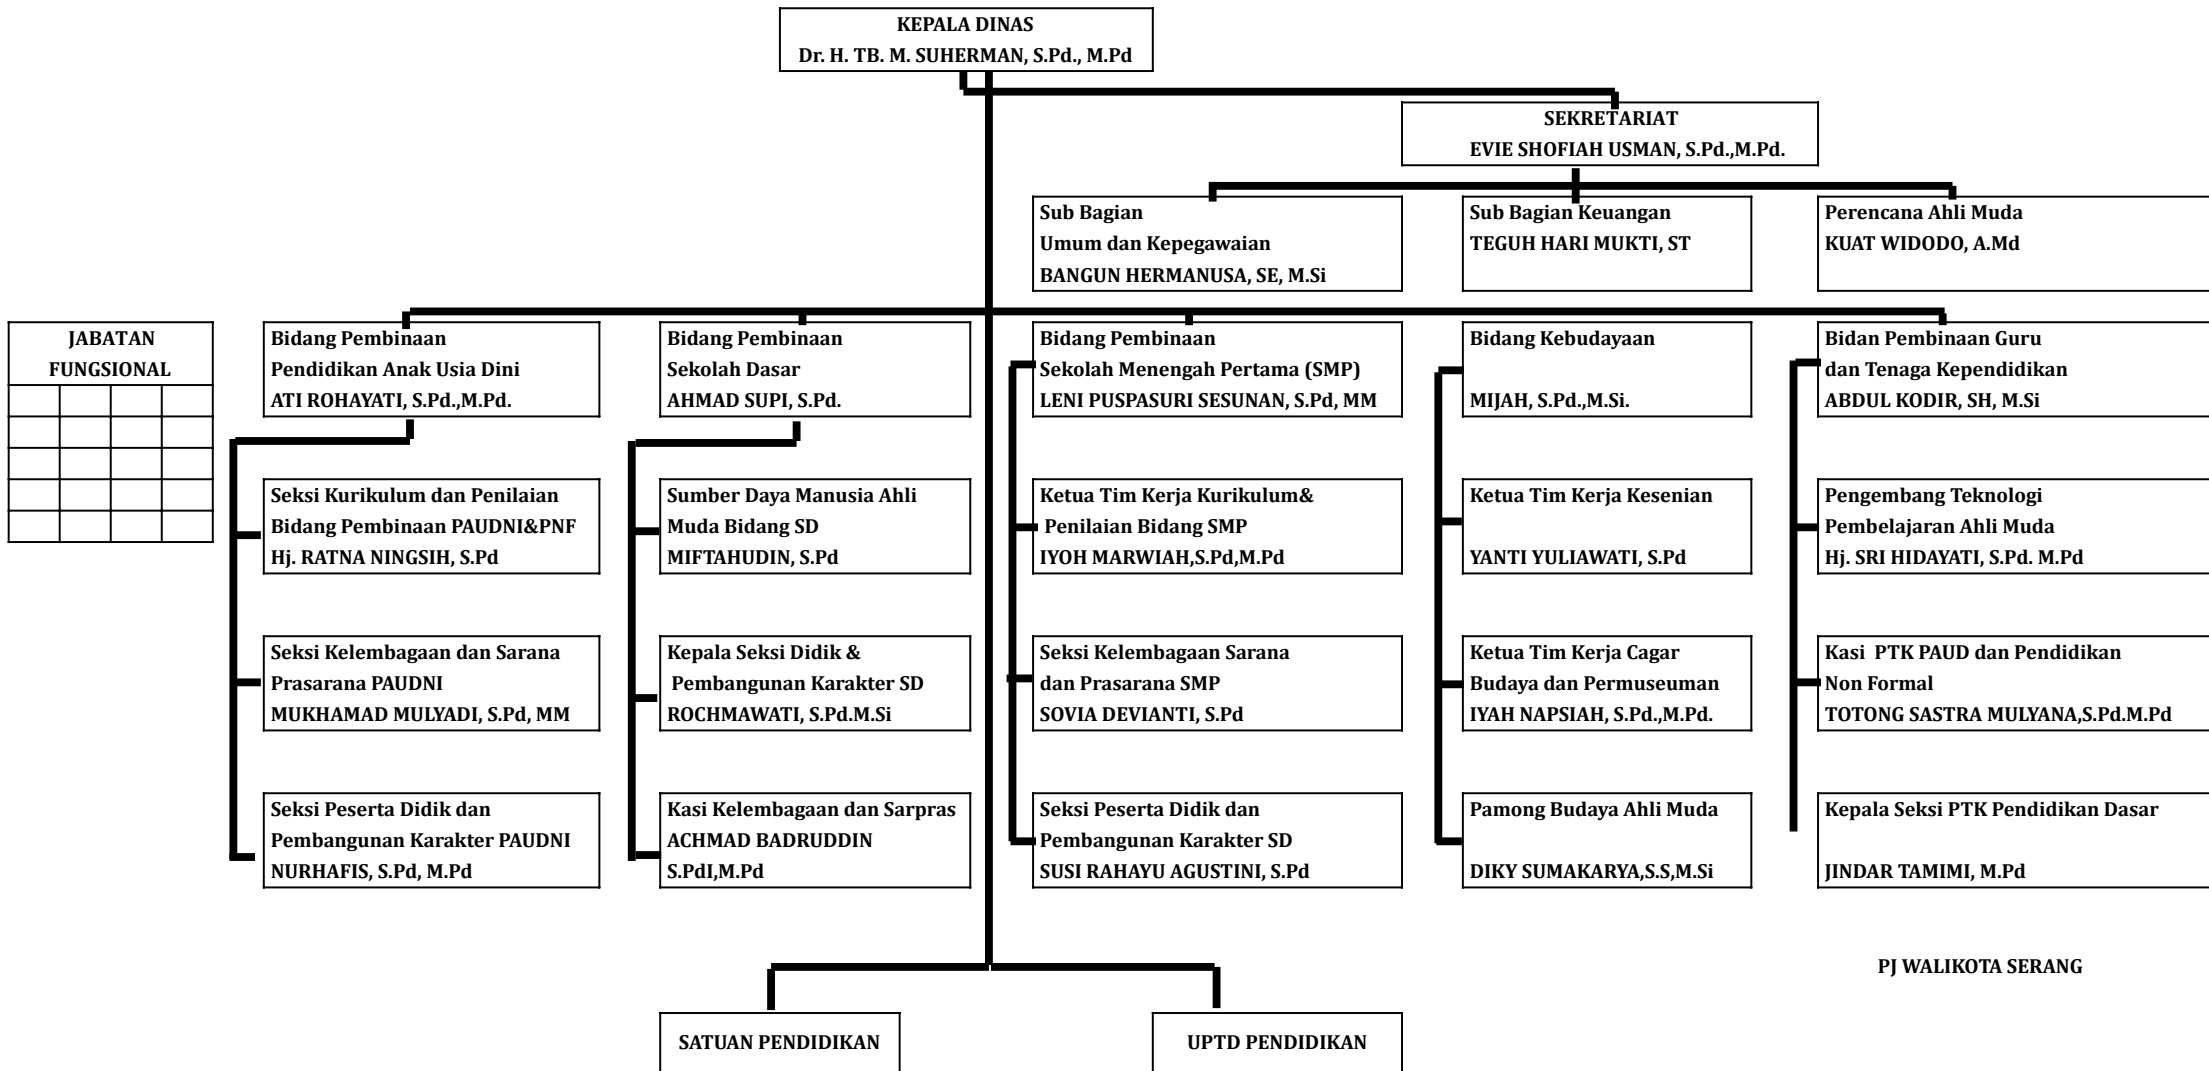 KEPALA DINAS
Dr. H. TB. M. SUHERMAN, S.Pd., M.Pd
SEKRETARIAT
EVIE SHOFIAH USMAN, S.Pd.,M.Pd.
Sub Bagian
Umum dan Kepegawaian
BANGUN HERMANUSA, SE, M.Si
Sub Bagian Keuangan
TEGUH HARI MUKTI, ST
Perencana Ahli Muda
KUAT WIDODO, A.Md
JABATAN
FUNGSIONAL
Bidang Pembinaan
Pendidikan Anak Usia Dini
ATI ROHAYATI, S.Pd.,M.Pd.
Bidang Pembinaan
Sekolah Dasar
AHMAD SUPI, S.Pd.
Bidang Pembinaan
Sekolah Menengah Pertama (SMP)
LENI PUSPASURI SESUNAN, S.Pd, MM
Bidang Kebudayaan
MIJAH, S.Pd.,M.Si.
Bidan Pembinaan Guru
dan Tenaga Kependidikan
ABDUL KODIR, SH, M.Si
Seksi Kurikulum dan Penilaian
Bidang Pembinaan PAUDNI&PNF
Hj. RATNA NINGSIH, S.Pd
Sumber Daya Manusia Ahli
Muda Bidang SD
MIFTAHUDIN, S.Pd
Ketua Tim Kerja Kurikulum&
Penilaian Bidang SMP
IYOH MARWIAH,S.Pd,M.Pd
Ketua Tim Kerja Kesenian
YANTI YULIAWATI, S.Pd
Pengembang Teknologi
Pembelajaran Ahli Muda
Hj. SRI HIDAYATI, S.Pd. M.Pd
Seksi Kelembagaan dan Sarana
Prasarana PAUDNI
MUKHAMAD MULYADI, S.Pd, MM
Kepala Seksi Didik &
Pembangunan Karakter SD
ROCHMAWATI, S.Pd.M.Si
Seksi Kelembagaan Sarana
dan Prasarana SMP
SOVIA DEVIANTI, S.Pd
Ketua Tim Kerja Cagar
Budaya dan Permuseuman
IYAH NAPSIAH, S.Pd.,M.Pd.
Kasi PTK PAUD dan Pendidikan
Non Formal
TOTONG SASTRA MULYANA,S.Pd.M.Pd
Seksi Peserta Didik dan
Pembangunan Karakter PAUDNI
NURHAFIS, S.Pd, M.Pd
Kasi Kelembagaan dan Sarpras
ACHMAD BADRUDDIN
S.PdI,M.Pd
Seksi Peserta Didik dan
Pembangunan Karakter SD
SUSI RAHAYU AGUSTINI, S.Pd
Pamong Budaya Ahli Muda
DIKY SUMAKARYA,S.S,M.Si
Kepala Seksi PTK Pendidikan Dasar
JINDAR TAMIMI, M.Pd
PJ WALIKOTA SERANG
SATUAN PENDIDIKAN
UPTD PENDIDIKAN